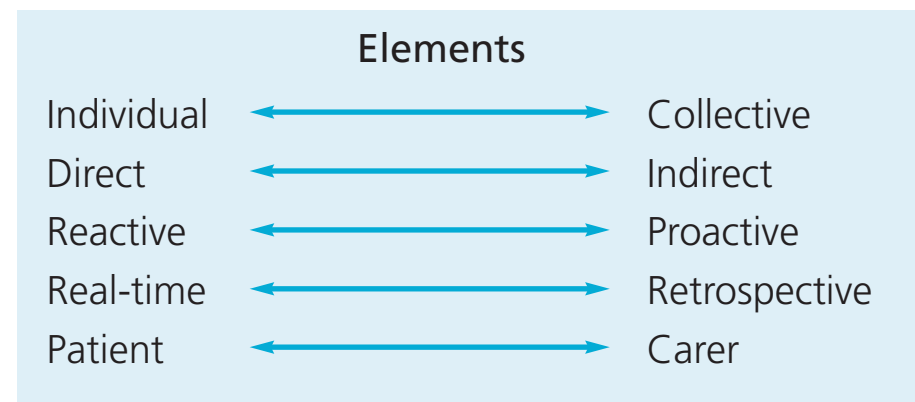 Elements
Individual Collective
Direct Indirect
Reactive Proactive
Real-time Retrospective
Patient Carer